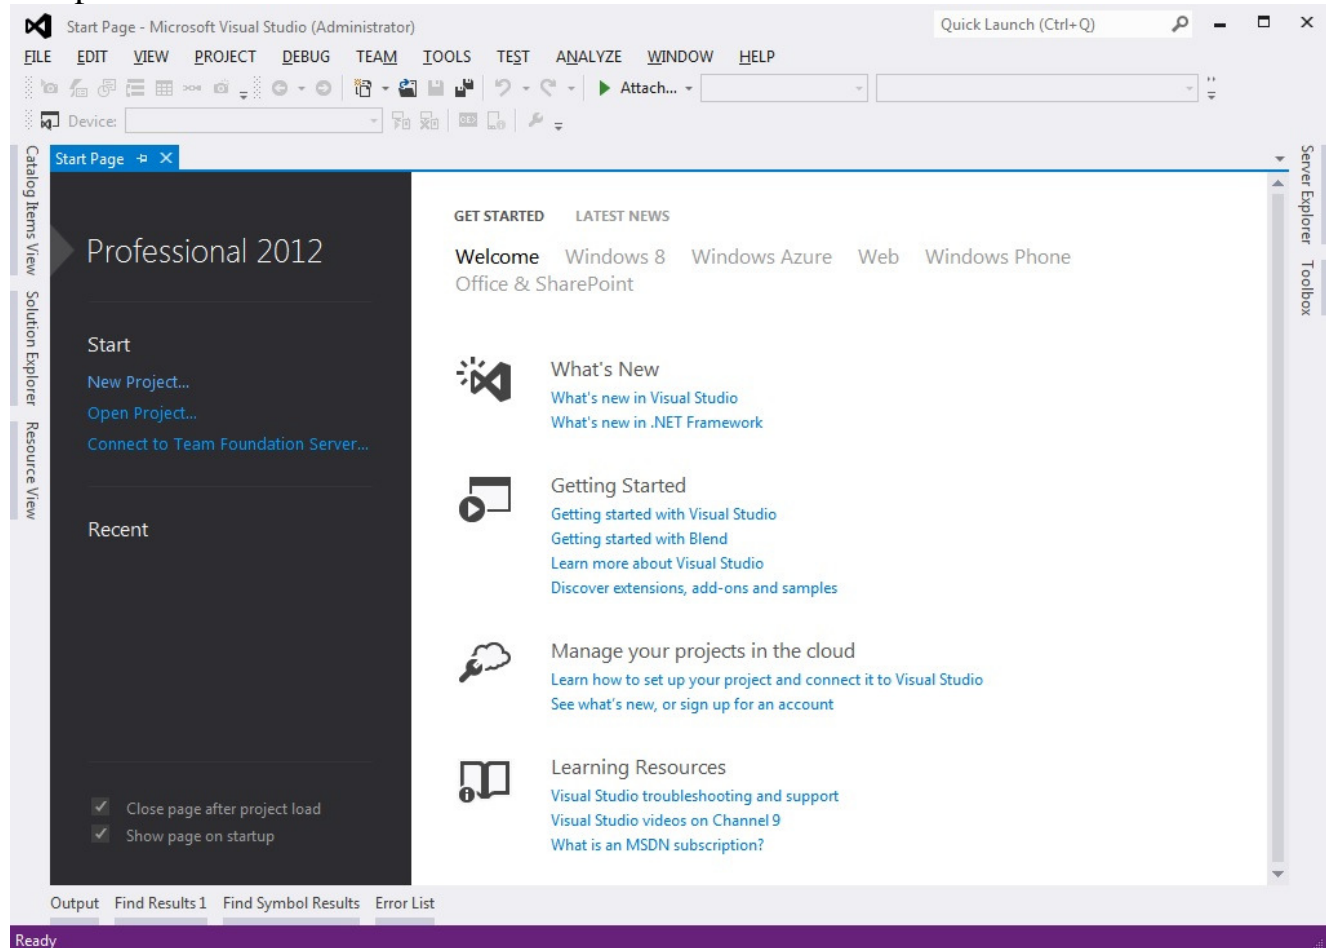 Start Page - Microsoft Visual Studio (Administrator)
Quick Launch (Ctrl+Q)
FILE EDIT VIEW PROJECT DEBUG TEAM TOOLS TEST ANALYZE WINDOW HELP
Attach...
Device:
Start Page
Catalog Items View
Solution Explorer
Resource View
Professional 2012
Start
New Project...
Open Project...
Connect to Team Foundation Server...
Recent
Close page after project load
Show page on startup
GET STARTED LATEST NEWS
Welcome Windows 8 Windows Azure Web Windows Phone
Office & SharePoint
What's New
What's new in Visual Studio
What's new in .NET Framework
Getting Started
Getting started with Visual Studio
Getting started with Blend
Learn more about Visual Studio
Discover extensions, add-ons and samples
Manage your projects in the cloud
Learn how to set up your project and connect it to Visual Studio
See what's new, or sign up for an account
Learning Resources
Visual Studio troubleshooting and support
Visual Studio videos on Channel 9
What is an MSDN subscription?
Server Explorer
Toolbox
Output Find Results 1 Find Symbol Results Error List
Ready